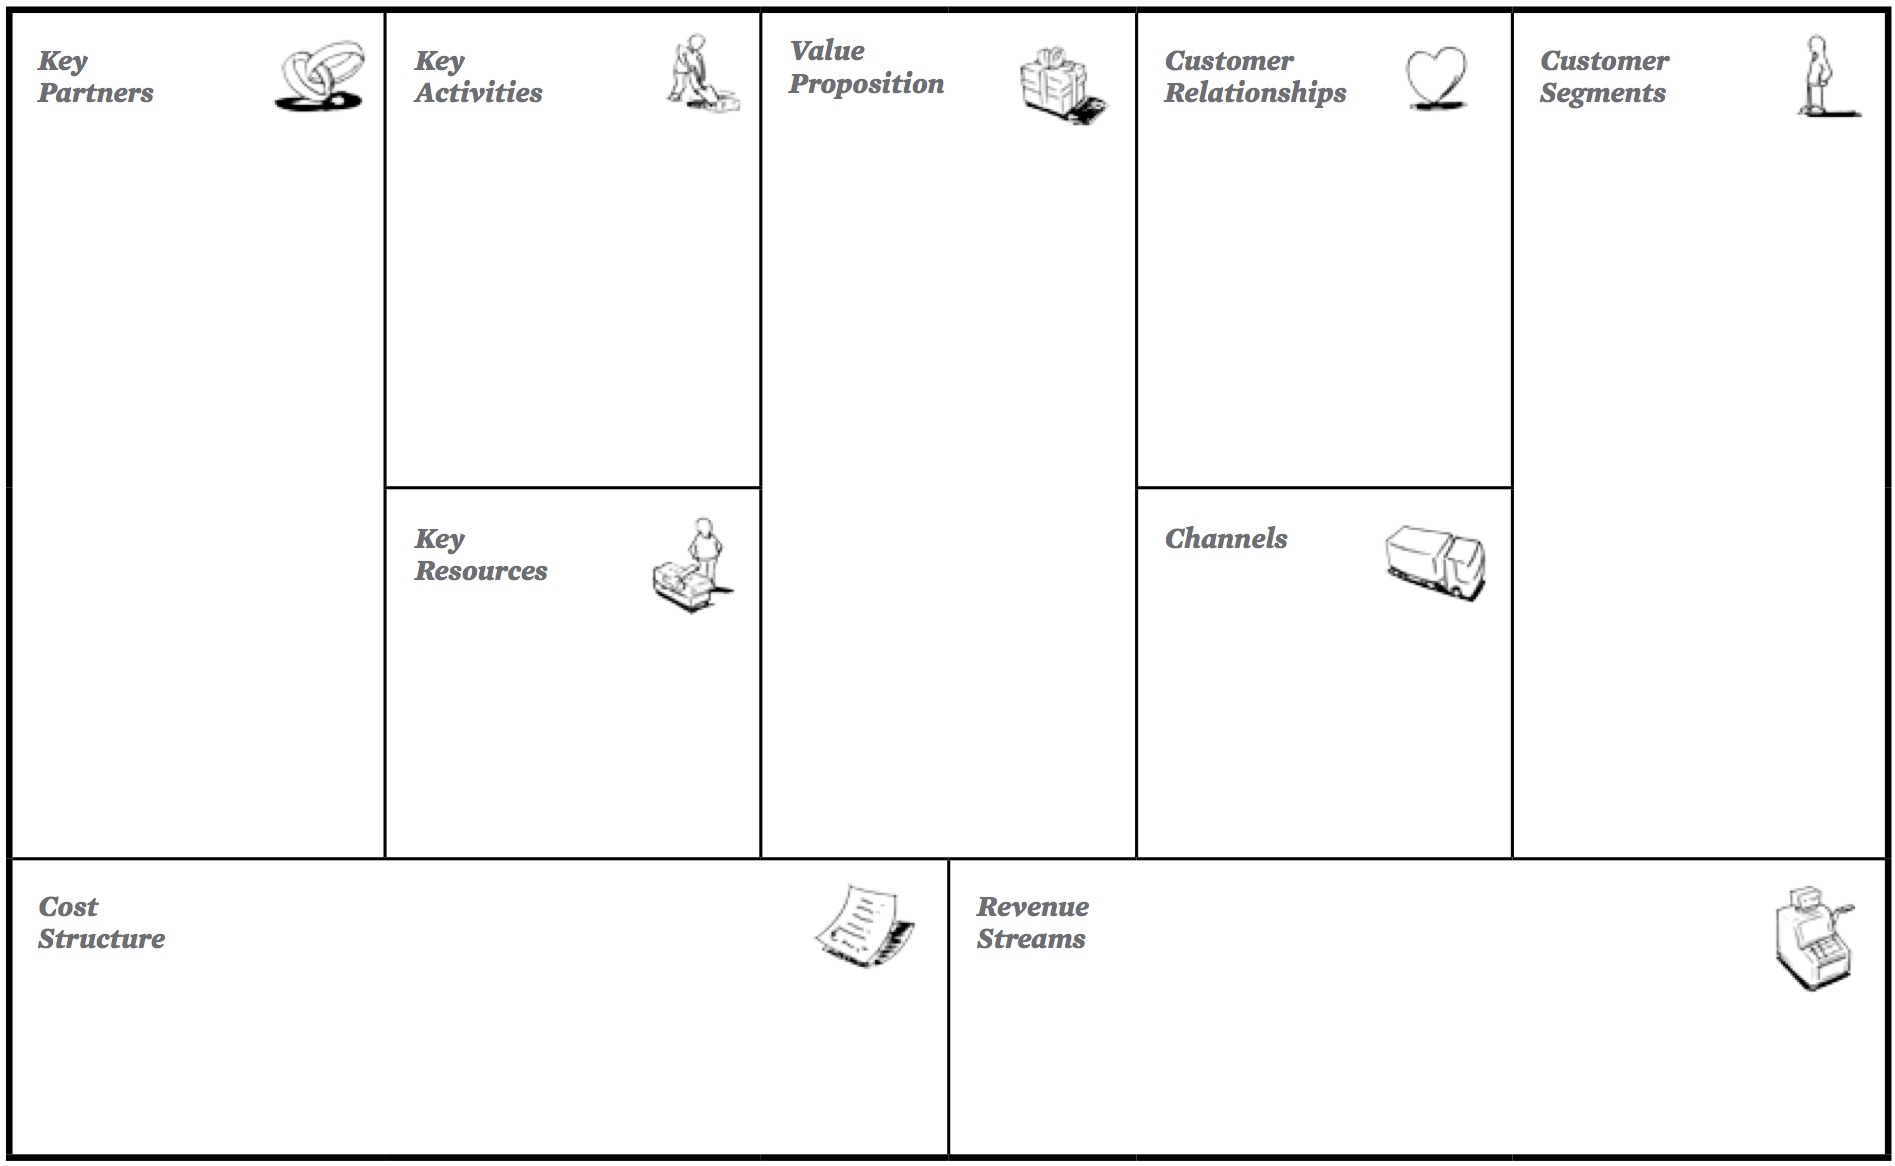 Key
Partners
Key
Activities
Value
Proposition
Customer
Relationships
Customer
Segments
Key
Resources
Channels
Cost
Structure
Revenue
Streams